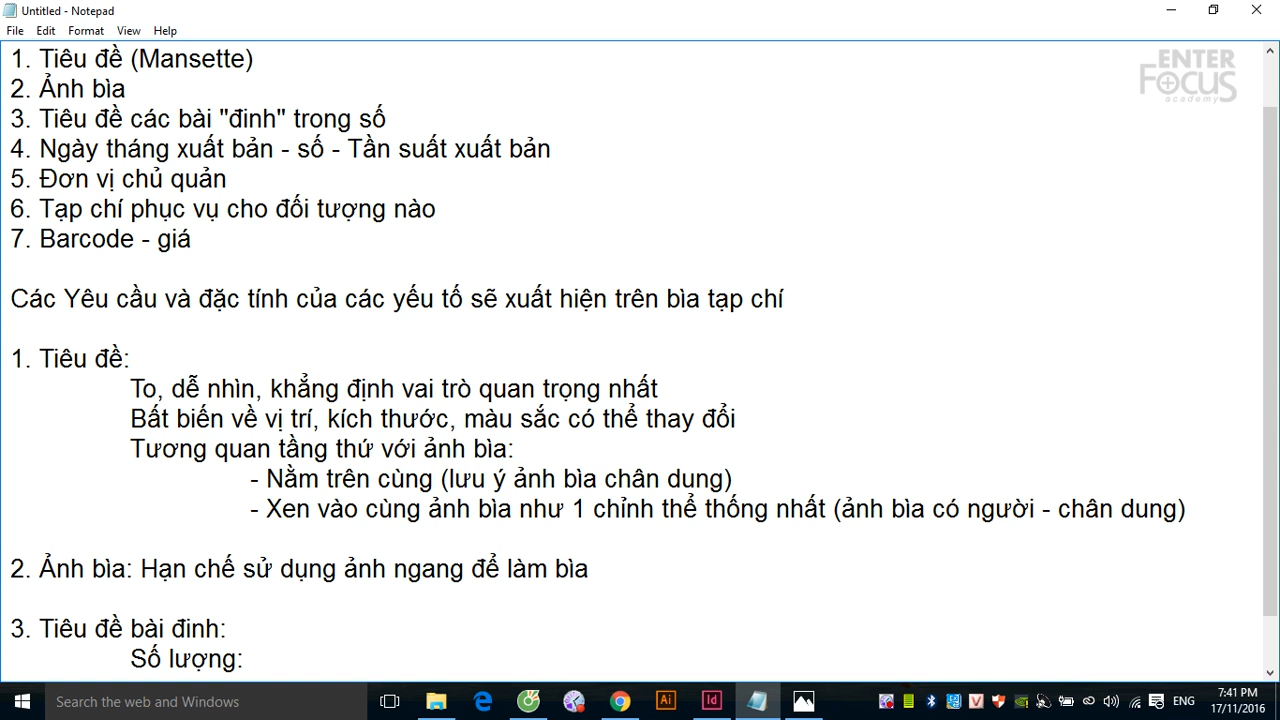 Untitled - Notepad
File Edit Format View Help
1. Tiêu đề (Mansette)
2. Ảnh bìa
3. Tiêu đề các bài "đinh" trong số
4. Ngày tháng xuất bản - số - Tần suất xuất bản
5. Đơn vị chủ quản
6. Tạp chí phục vụ cho đối tượng nào
7. Barcode - giá
Các Yêu cầu và đặc tính của các yếu tố sẽ xuất hiện trên bìa tạp chí
1. Tiêu đề:
To, dễ nhìn, khẳng định vai trò quan trọng nhất
Bất biến về vị trí, kích thước, màu sắc có thể thay đổi
Tương quan tầng thứ với ảnh bìa:
- Nằm trên cùng (lưu ý ảnh bìa chân dung)
- Xen vào cùng ảnh bìa như 1 chỉnh thể thống nhất (ảnh bìa có người - chân dung)
2. Ảnh bìa: Hạn chế sử dụng ảnh ngang để làm bìa
3. Tiêu đề bài đinh:
Số lượng:
ENTER
FOCUS
academy
Search the web and Windows
Ai
Id
ENG
7:41 PM
17/11/2016